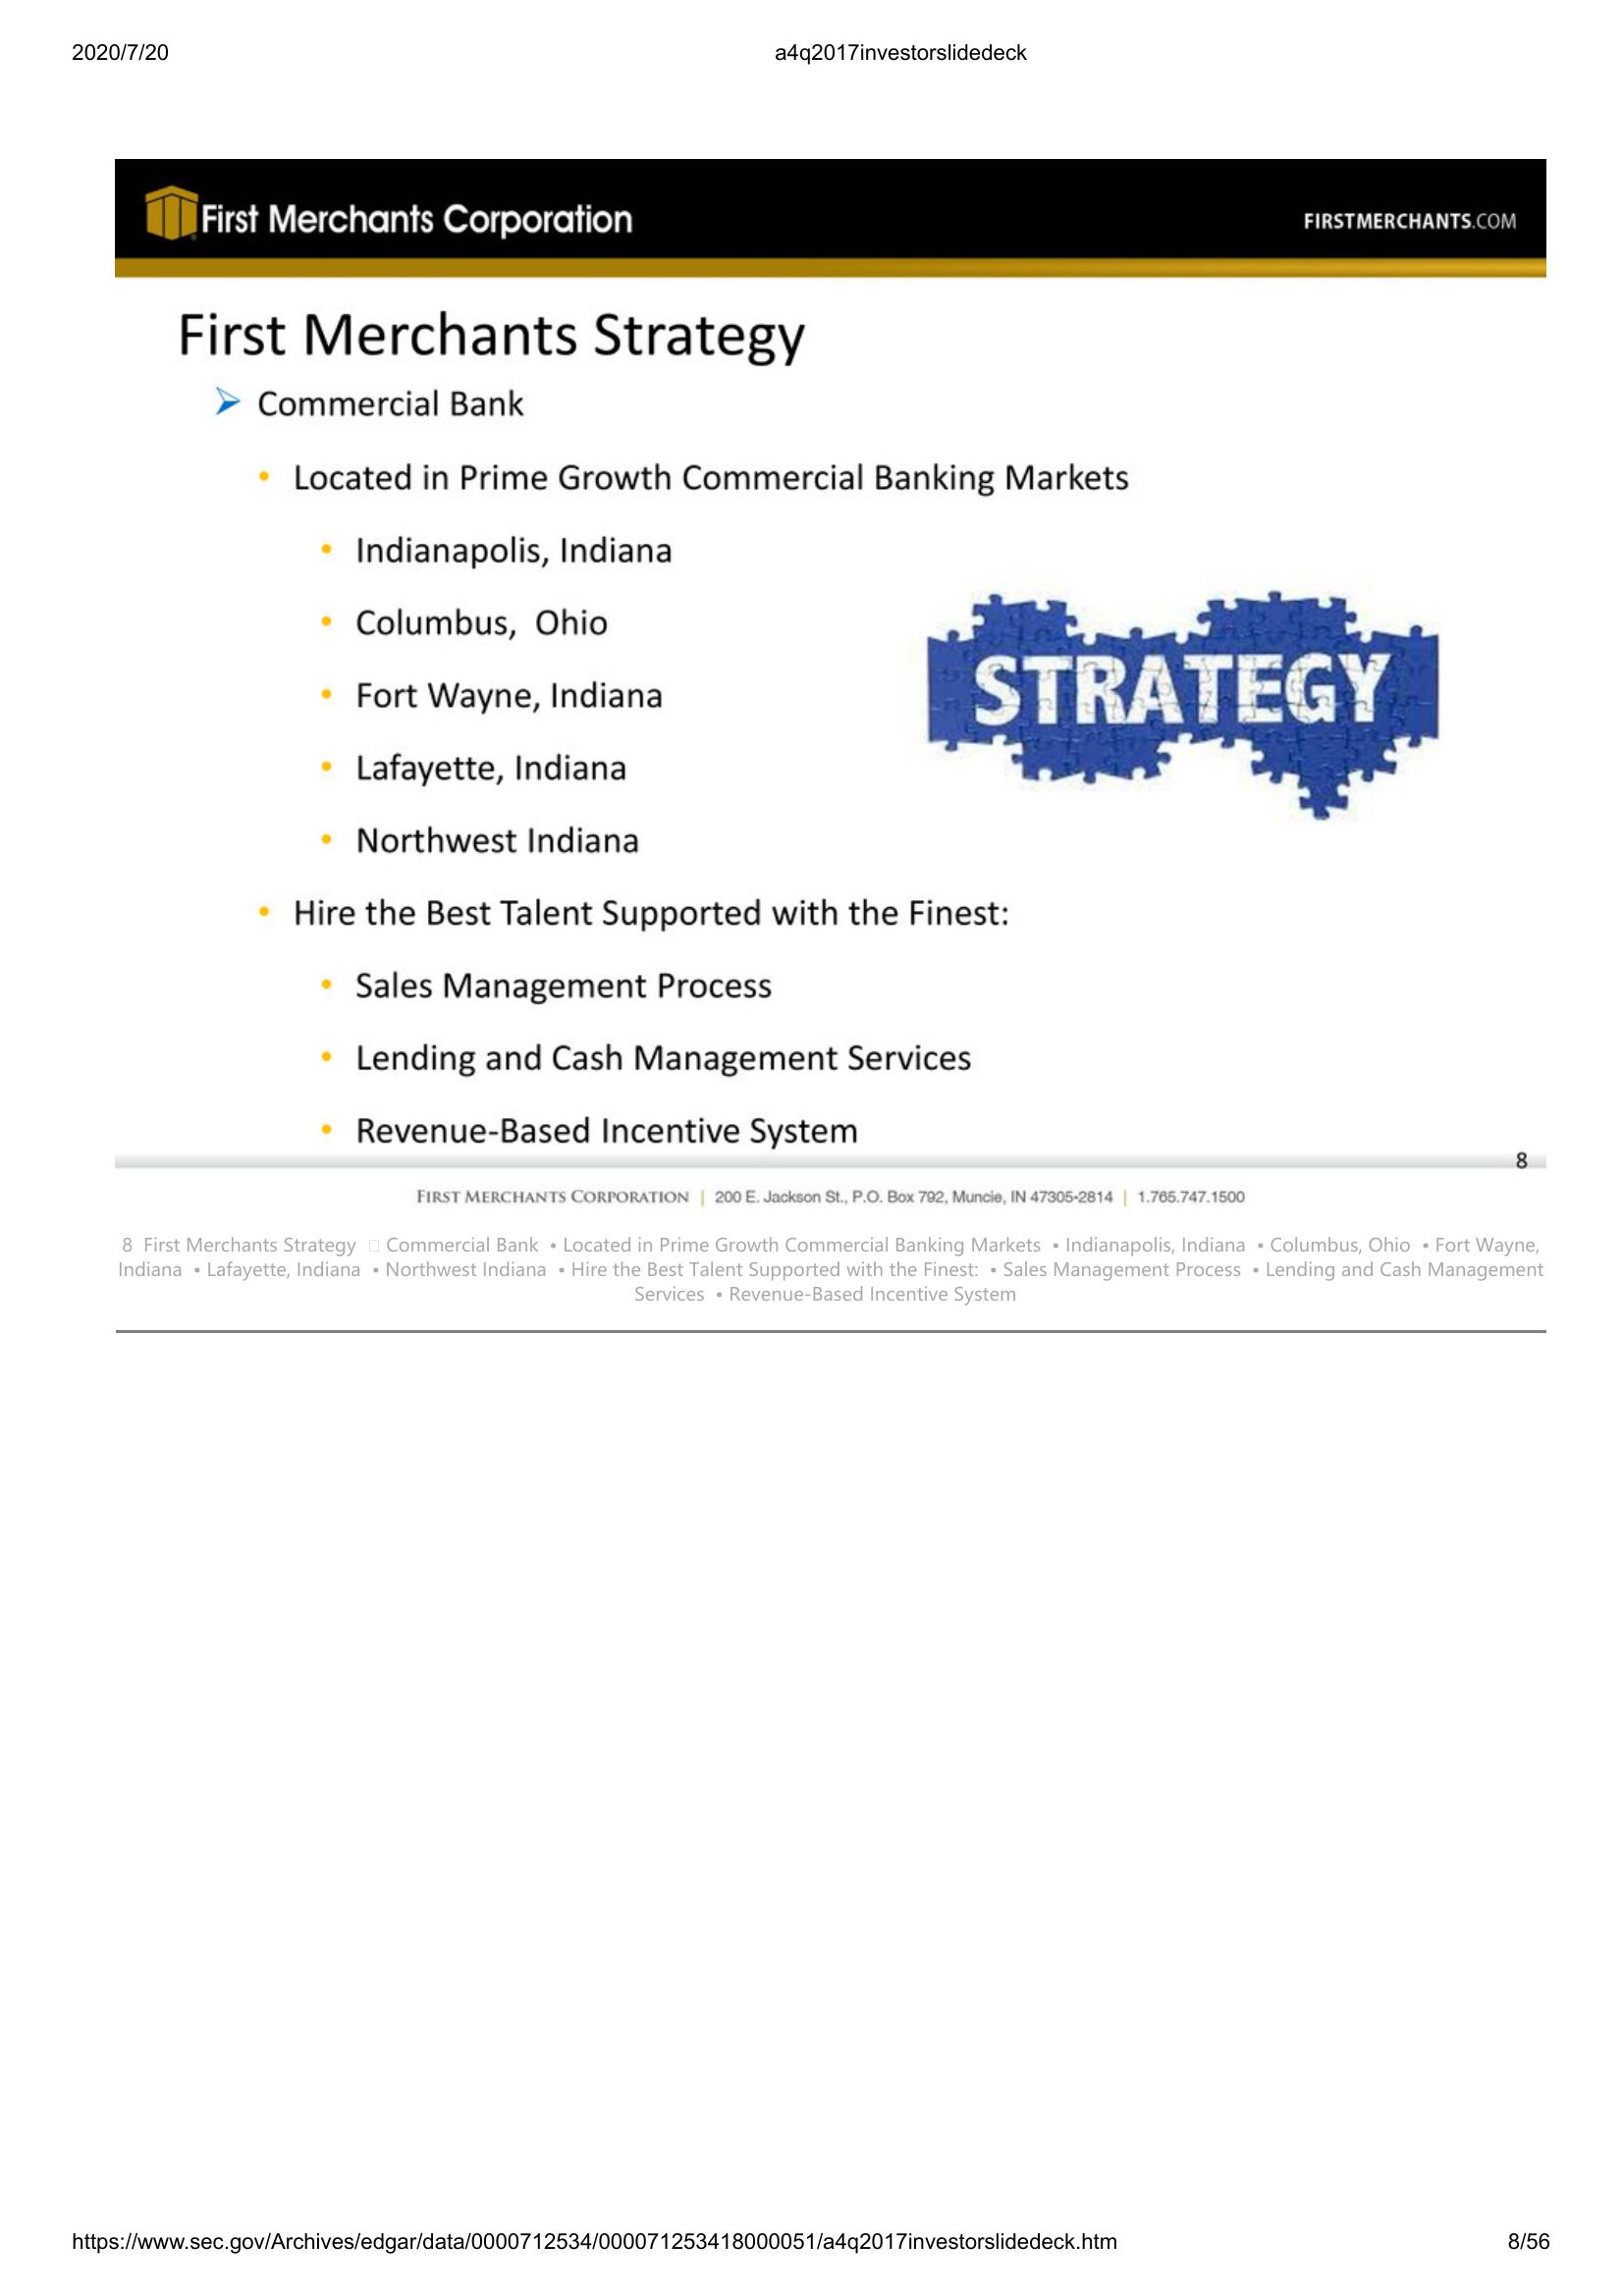 2020/7/20
a4q2017investorslidedeck
First Merchants Corporation
FIRSTMERCHANTS.COM
First Merchants Strategy
Commercial Bank
• Located in Prime Growth Commercial Banking Markets
• Indianapolis, Indiana
• Columbus,  Ohio
• Fort Wayne, Indiana
• Lafayette, Indiana
• Northwest Indiana
STRATEGY
• Hire the Best Talent Supported with the Finest:
• Sales Management Process
• Lending and Cash Management Services
• Revenue-Based Incentive System
8
FIRST MERCHANTS CORPORATION | 200 E. Jackson St., P.O. Box 792, Muncie, IN 47305-2814 | 1.765.747.1500
8 First Merchants Strategy □ Commercial Bank • Located in Prime Growth Commercial Banking Markets • Indianapolis, Indiana • Columbus, Ohio • Fort Wayne,
Indiana • Lafayette, Indiana • Northwest Indiana • Hire the Best Talent Supported with the Finest: • Sales Management Process • Lending and Cash Management
Services • Revenue-Based Incentive System
https://www.sec.gov/Archives/edgar/data/0000712534/000071253418000051/a4q2017investorslidedeck.htm
8/56